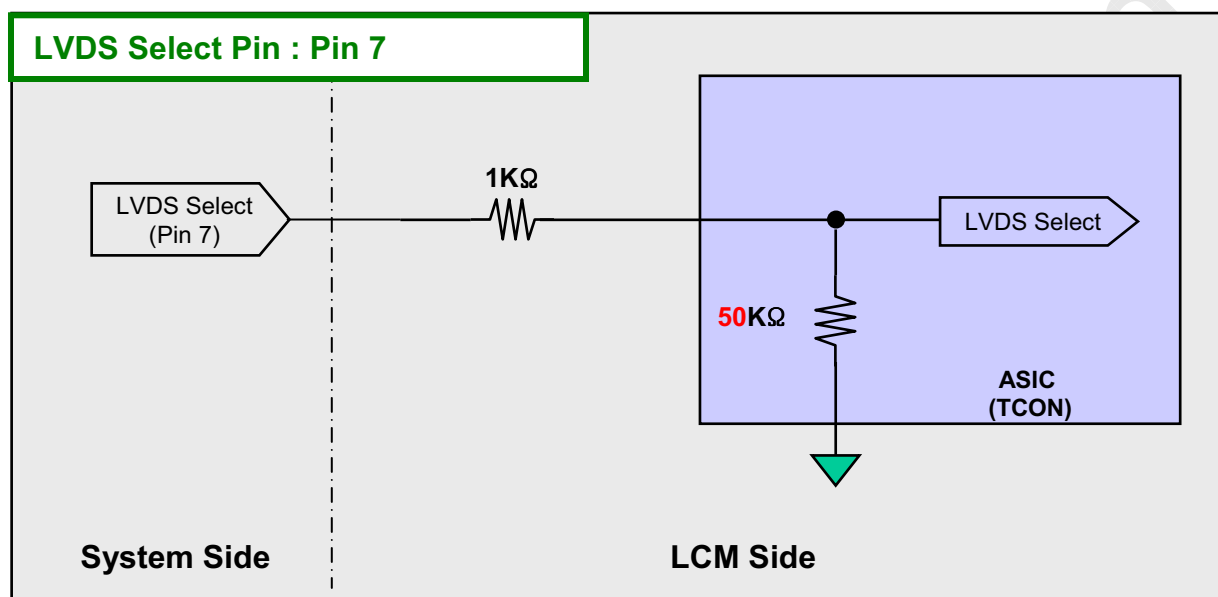 LVDS Select Pin : Pin 7
1KΩ
LVDS Select
(Pin 7)
LVDS Select
50KΩ
ASIC
(TCON)
System Side
LCM Side